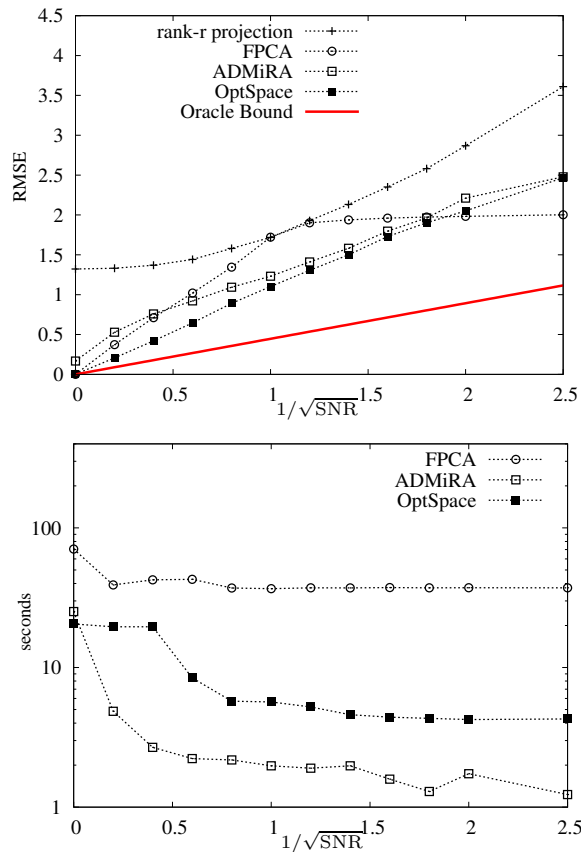 4.5
4
3.5
3
2.5
2
1.5
1
0.5
0
RMSE
rank-r projection
FPCA
ADMiRA
OptSpace
Oracle Bound
0 0.5 1 1.5 2 2.5
1/√SNR
100
10
1
seconds
FPCA
ADMiRA
OptSpace
0 0.5 1 1.5 2 2.5
1/√SNR